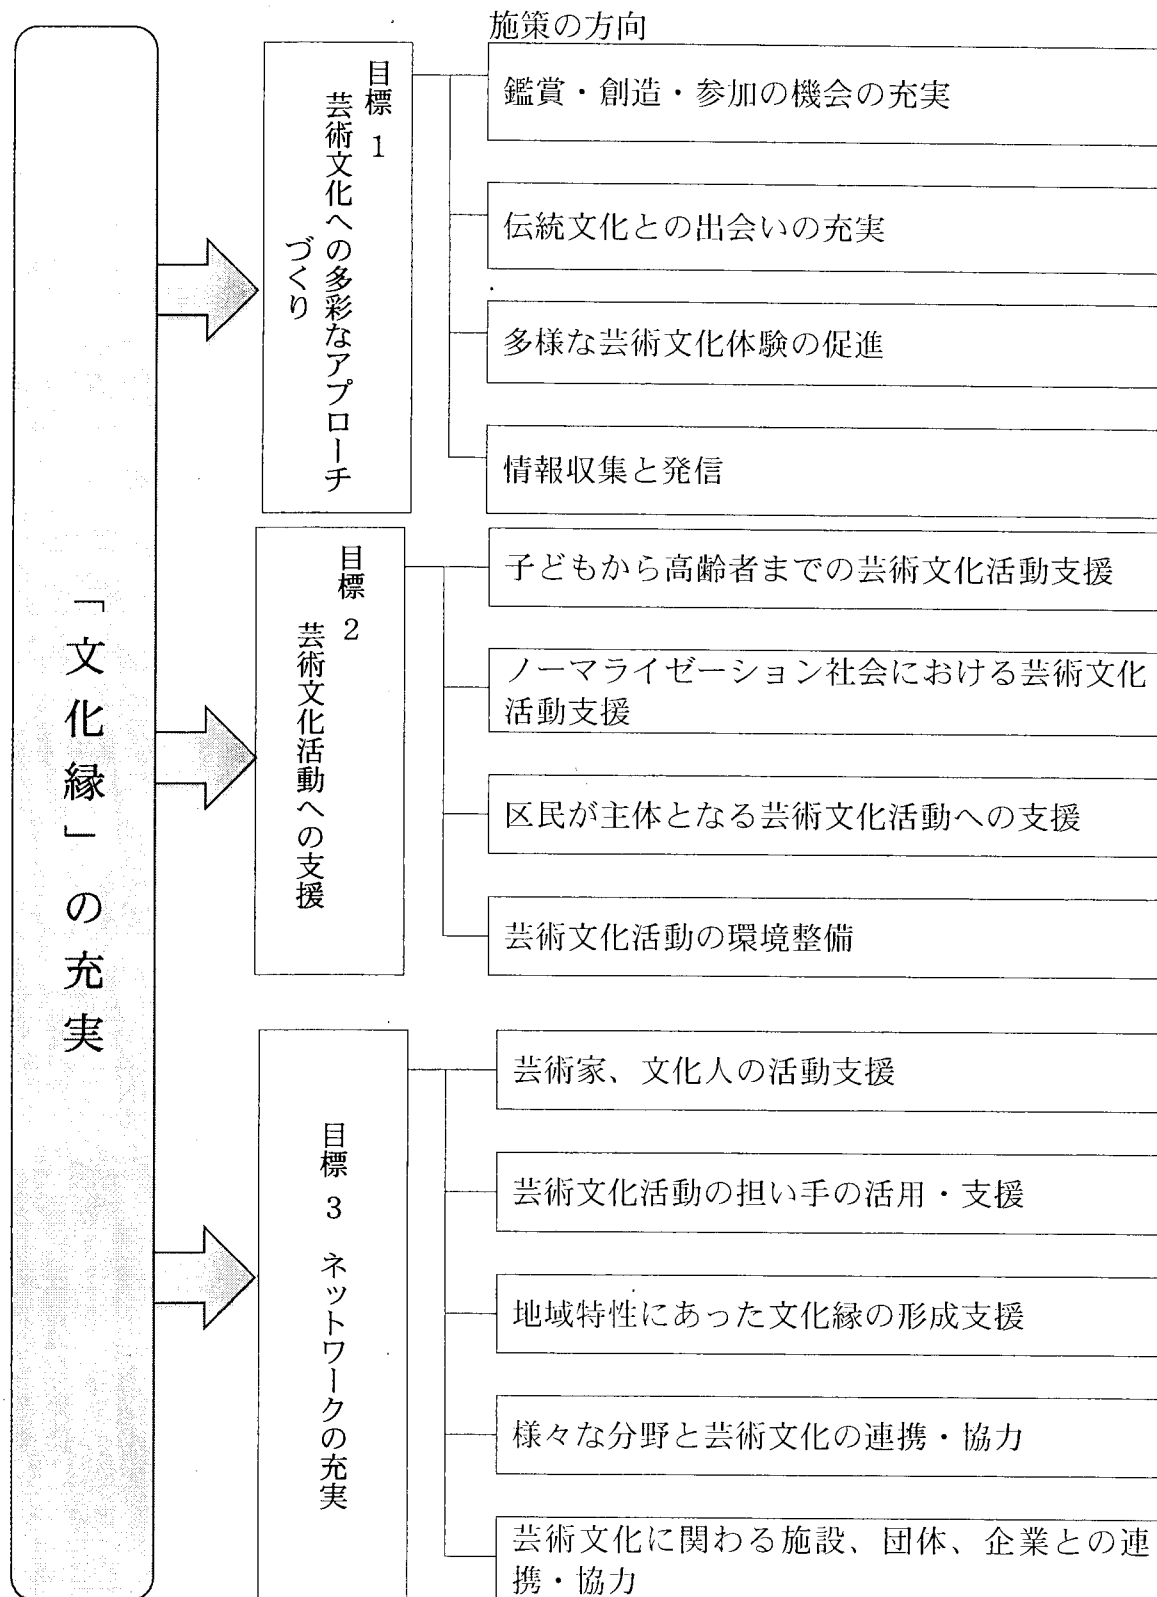 施策の方向
「文化縁」の充実
目標 1
芸術文化への多彩なアプローチ
づくり
鑑賞・創造・参加の機会の充実
伝統文化との出会いの充実
多様な芸術文化体験の促進
情報収集と発信
目標 2
芸術文化活動への支援
子どもから高齢者までの芸術文化活動支援
ノーマライゼーション社会における芸術文化
活動支援
区民が主体となる芸術文化活動への支援
芸術文化活動の環境整備
目標 3 ネットワークの充実
芸術家、文化人の活動支援
芸術文化活動の担い手の活用・支援
地域特性にあった文化縁の形成支援
様々な分野と芸術文化の連携・協力
芸術文化に関わる施設、団体、企業との連
携・協力